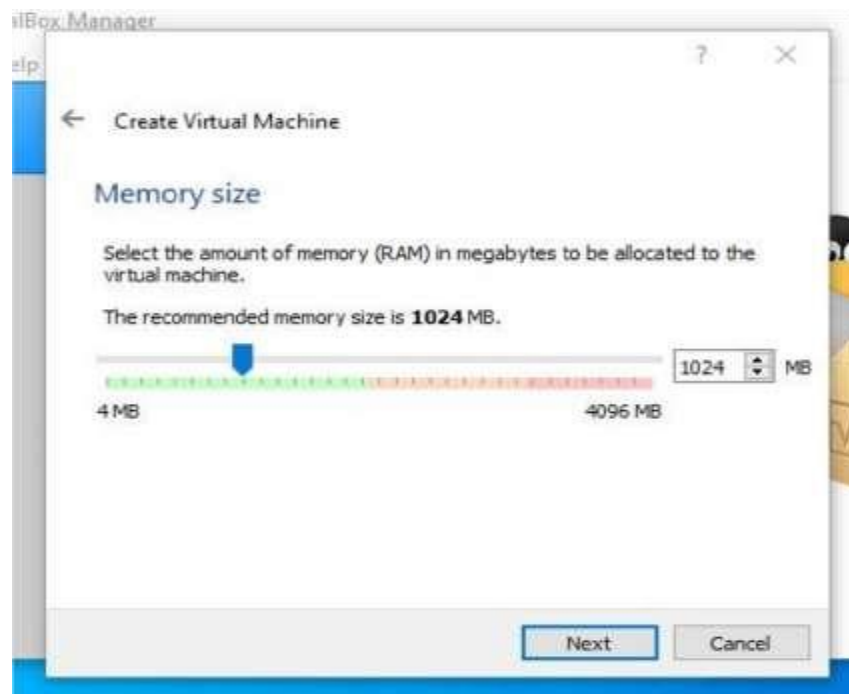 alBox Manager
elp
?
Create Virtual Machine
Memory size
Select the amount of memory (RAM) in megabytes to be allocated to the
virtual machine.
The recommended memory size is 1024 MB.
1024 MB
4 MB 4096 MB
Next Cancel